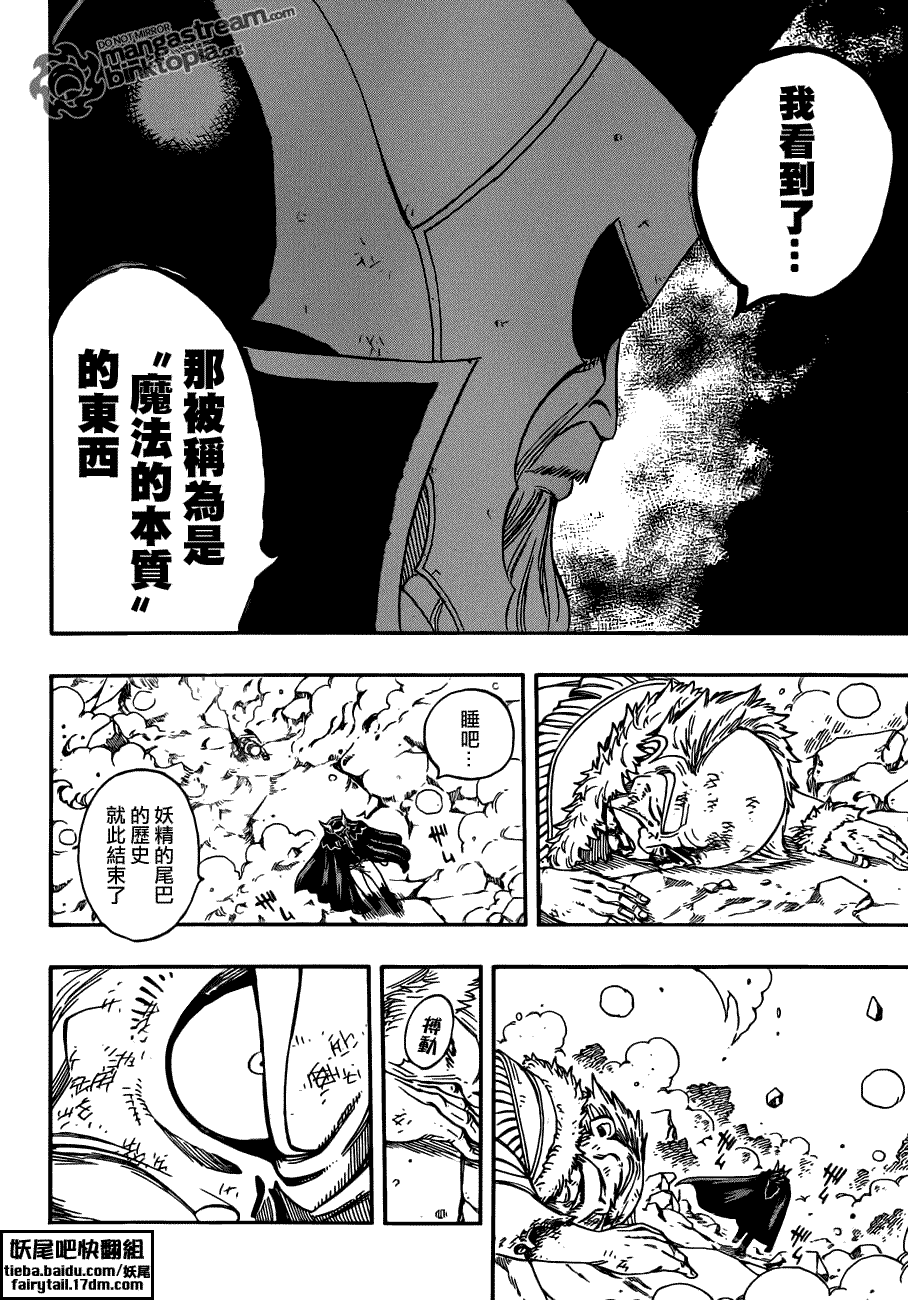 DO NOT MIRROR
mangastream.com
binktopia.org
我看到了…
那被稱為是
"魔法的本質"
的東西
睡吧…
妖精的尾巴
的歷史
就此結束了
搏動
妖尾吧快翻組
tieba.baidu.com/妖尾
fairytail.17dm.com